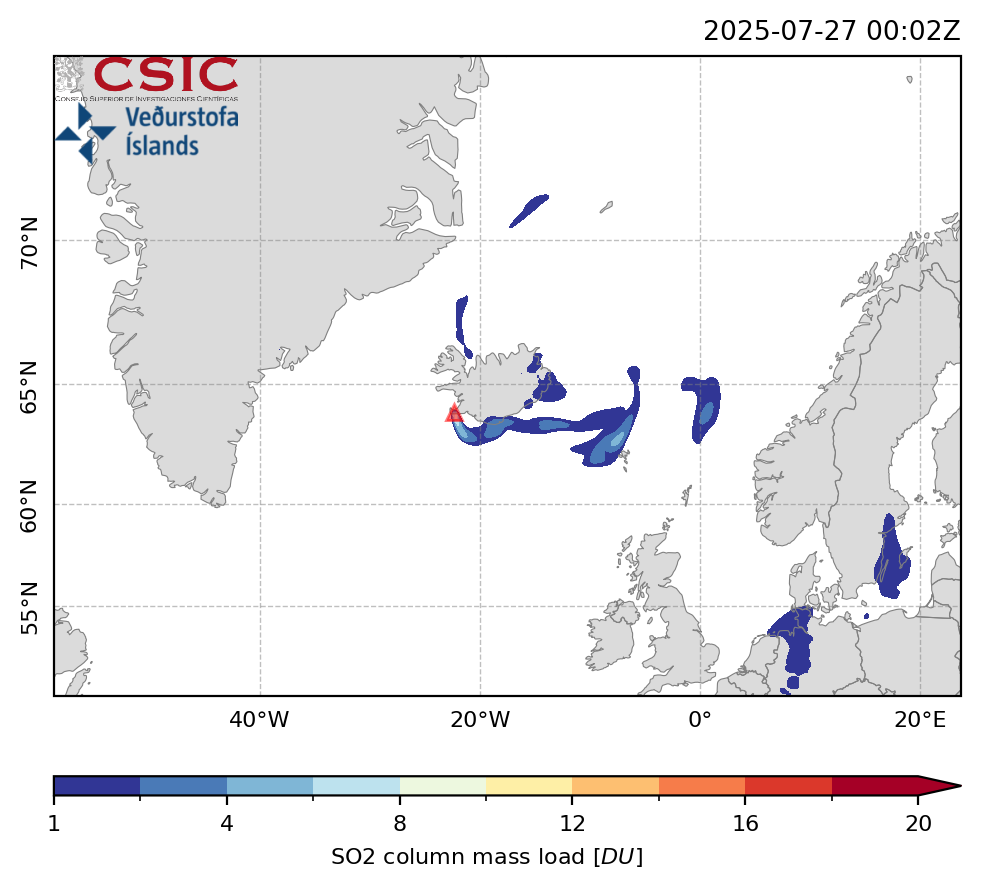 2025-07-27 00:02Z
CSIC
CONSEJO SUPERIOR DE INVESTIGACIONES CIENTÍFICAS
Veðurstofa
Íslands
70°N
65°N
60°N
55°N
40°W 20°W 0° 20°E
1 4 8 12 16 20
SO2 column mass load [DU]